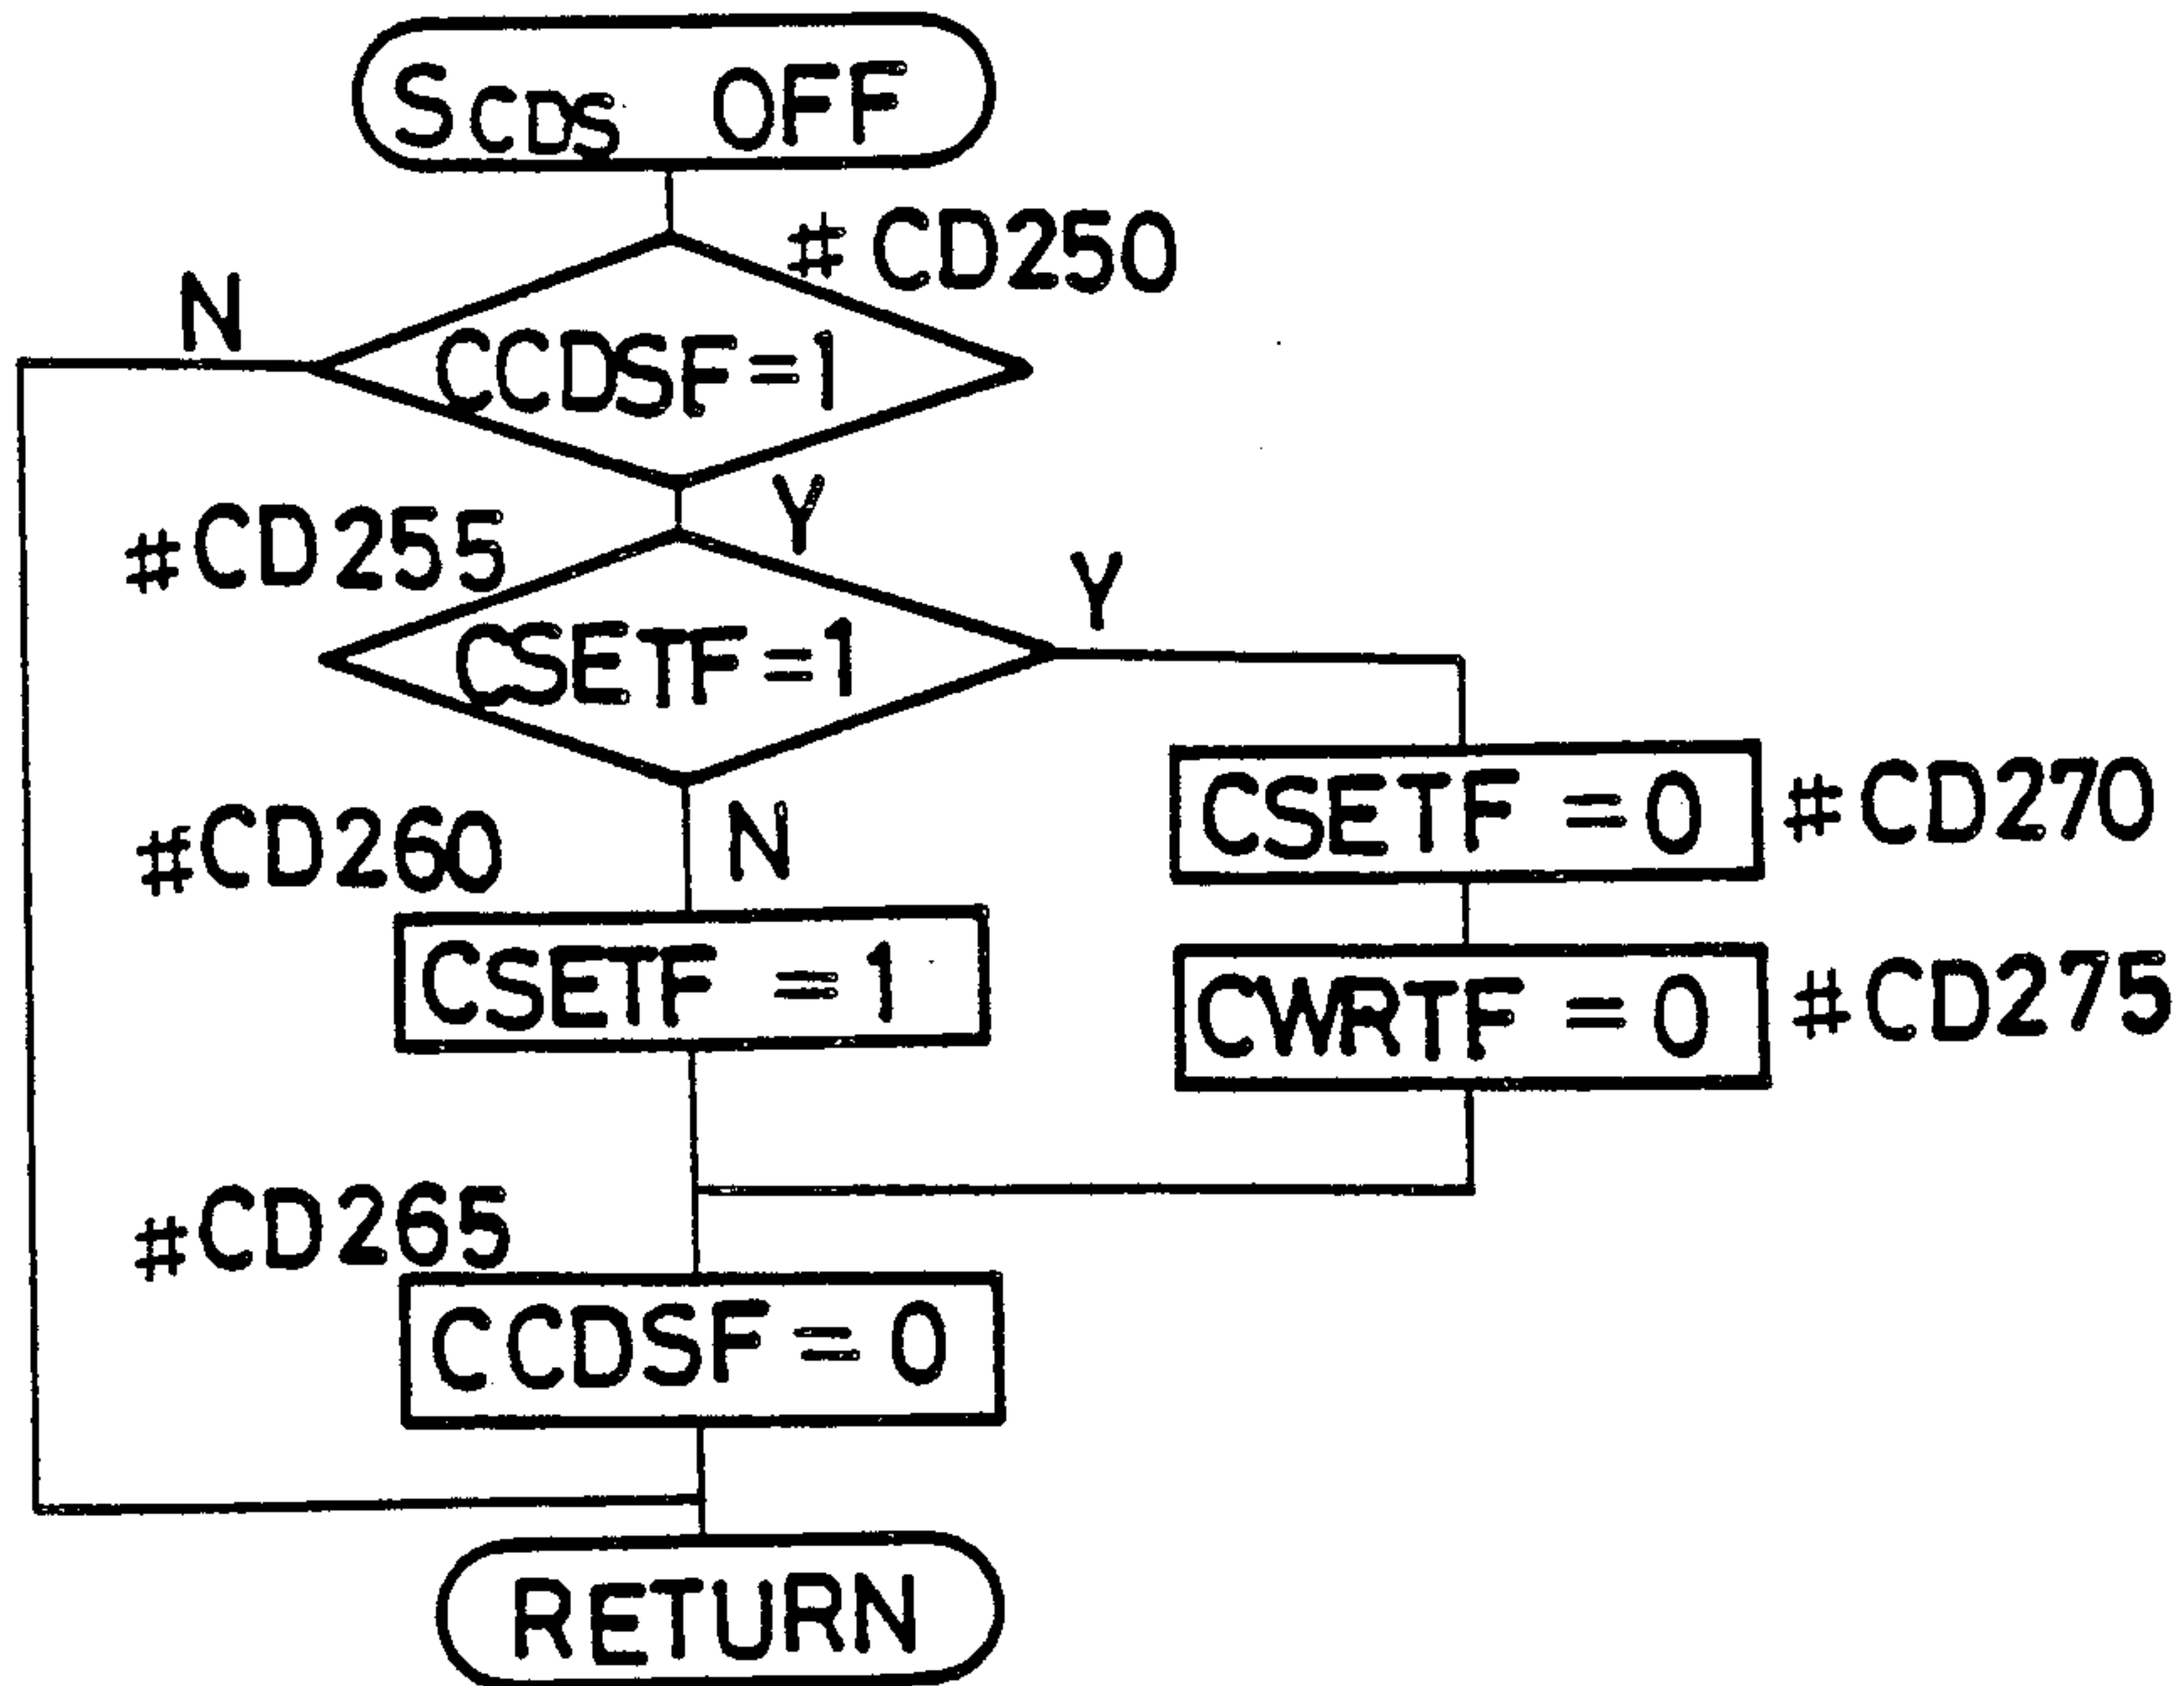 SCDS OFF
#CD250
N
CCDSF=1
Y
#CD255
Y
CSETF=1
#CD260
N
CSETF =0 #CD270
CSETF =1
CWRTF =0 #CD275
#CD265
CCDSF=0
RETURN